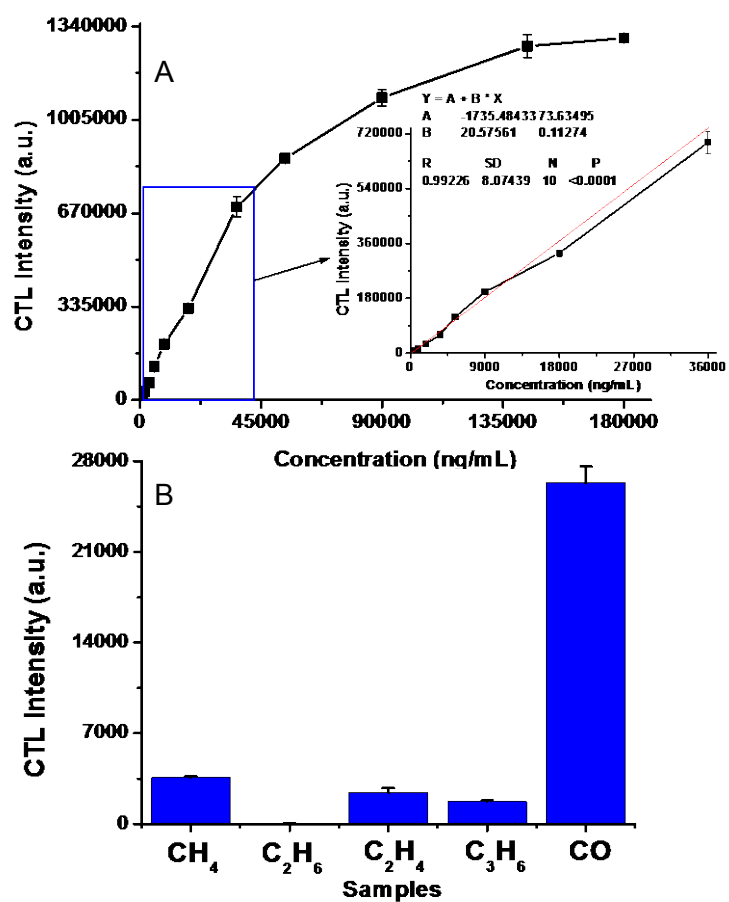 A
CTL Intensity (a.u.)
1340000
1005000
670000
335000
0
0 45000 90000 135000 180000
Concentration (ng/mL)
Y = A + B * X
A -1735.48433 73.63495
B 20.57561 0.11274
R SD N P
0.99226 8.07439 10 <0.0001
CTL Intensity (a.u.)
720000
540000
360000
180000
0
0 9000 18000 27000 36000
Concentration (ng/mL)
B
CTL Intensity (a.u.)
28000
21000
14000
7000
0
CH4 C2H6 C2H4 C3H6 CO
Samples